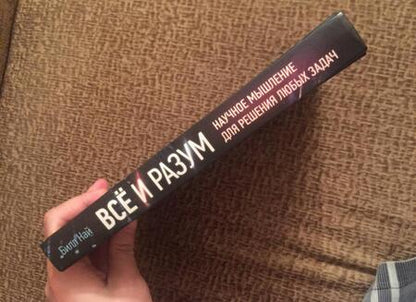 Билл Най
ВСЁ И РАЗУМ
НАУЧНОЕ МЫШЛЕНИЕ
ДЛЯ РЕШЕНИЯ ЛЮБЫХ ЗАДАЧ